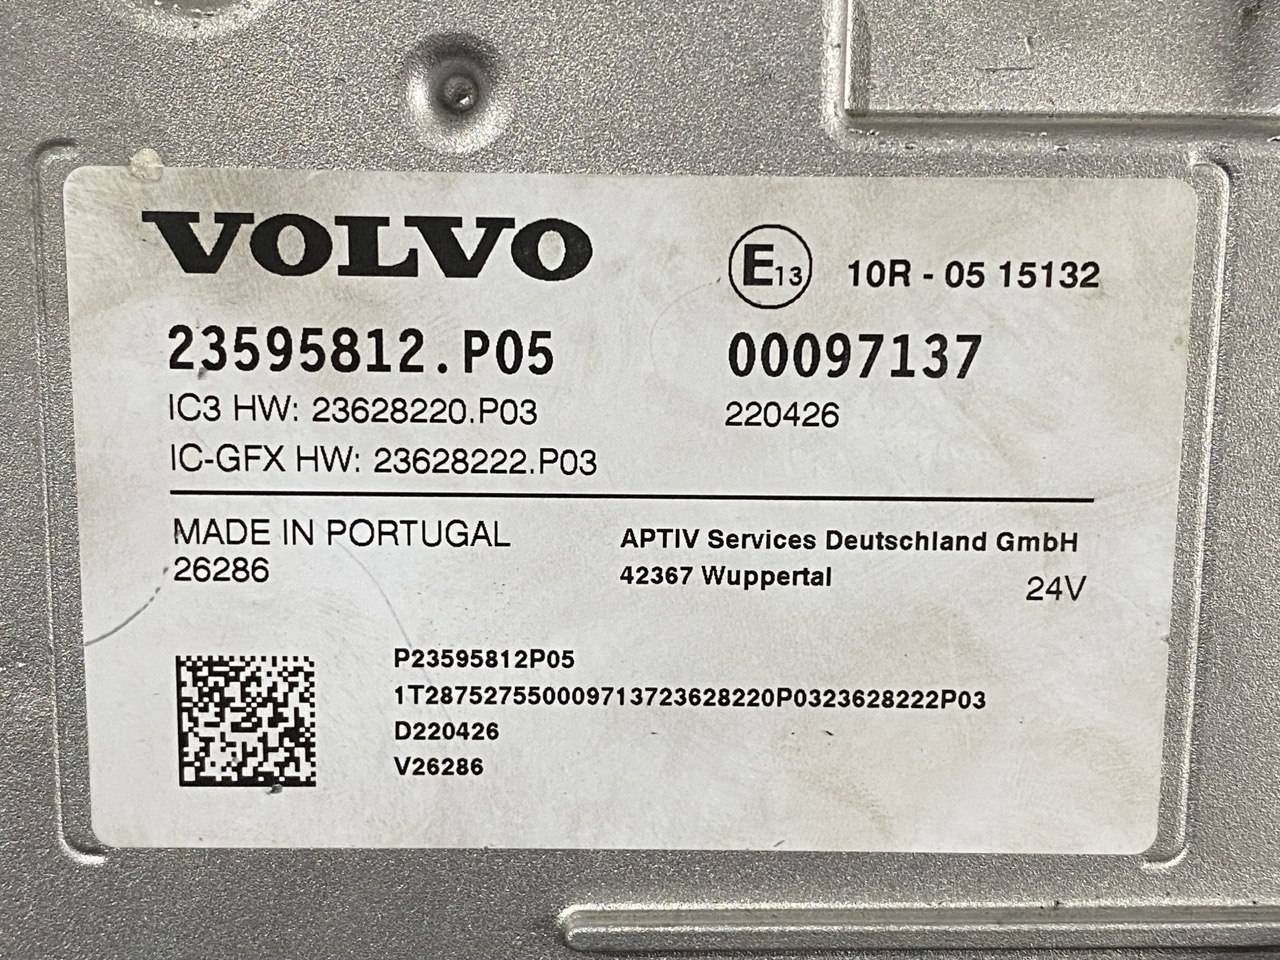 VOLVO
E13 10R - 05 15132
23595812.P05 00097137
IC3 HW: 23628220.P03 220426
IC-GFX HW: 23628222.P03
MADE IN PORTUGAL APTIV Services Deutschland GmbH
26286 42367 Wuppertal 24V
P23595812P05
1T287527550009713723628220P0323628222P03
D220426
V26286